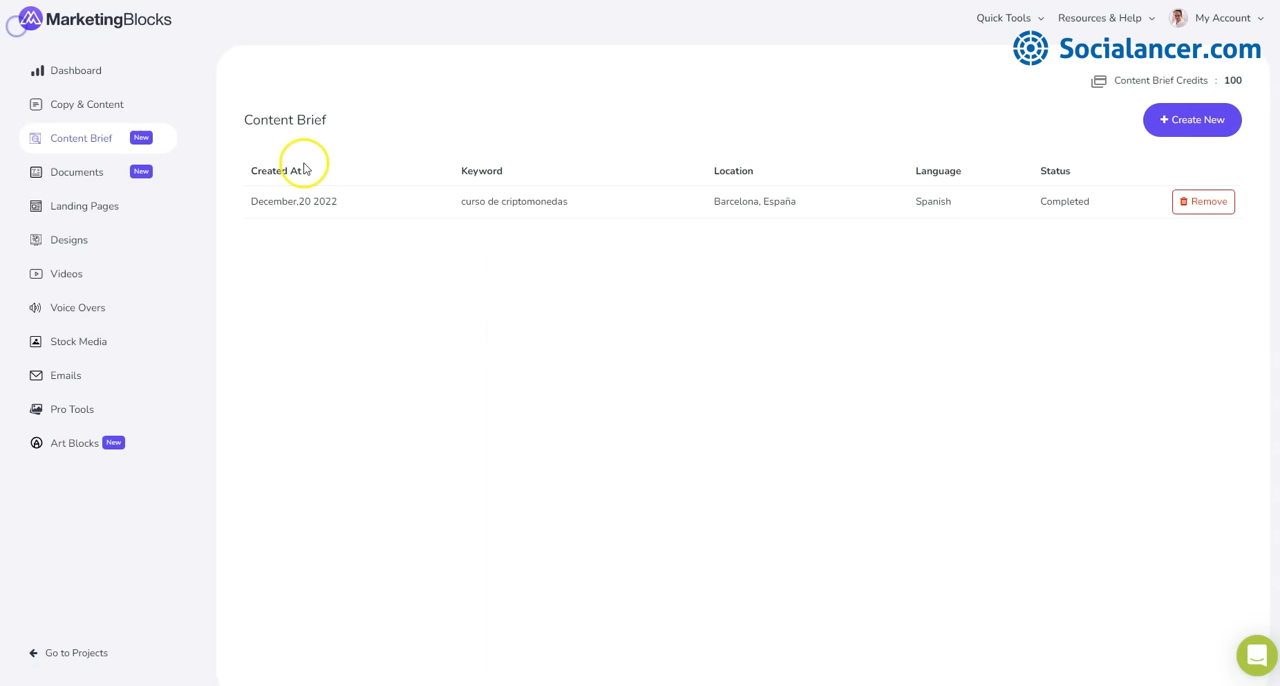 MarketingBlocks
Quick Tools
Resources & Help
My Account
Socialancer.com
Dashboard
Copy & Content
Content Brief New
Documents New
Landing Pages
Designs
Videos
Voice Overs
Stock Media
Emails
Pro Tools
Art Blocks New
Go to Projects
Content Brief Credits : 100
Content Brief
+ Create New
Created At Keyword Location Language Status
December,20 2022 curso de criptomonedas Barcelona, España Spanish Completed Remove